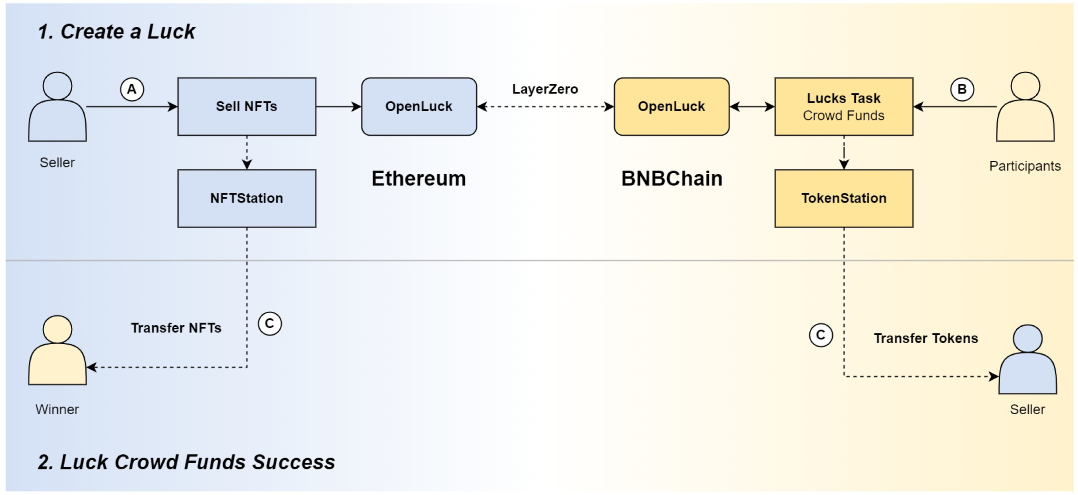 1. Create a Luck
Seller
A
Sell NFTs
OpenLuck
LayerZero
OpenLuck
Lucks Task
Crowd Funds
B
Participants
NFTStation
Ethereum
BNBChain
TokenStation
Transfer NFTs
C
C
Transfer Tokens
Winner
Seller
2. Luck Crowd Funds Success